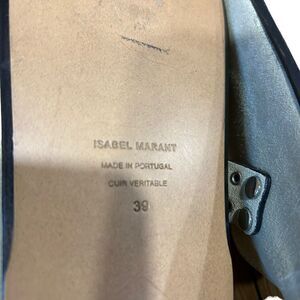 ISABEL MARANT
MADE IN PORTUGAL
CUIR VERITABLE
39